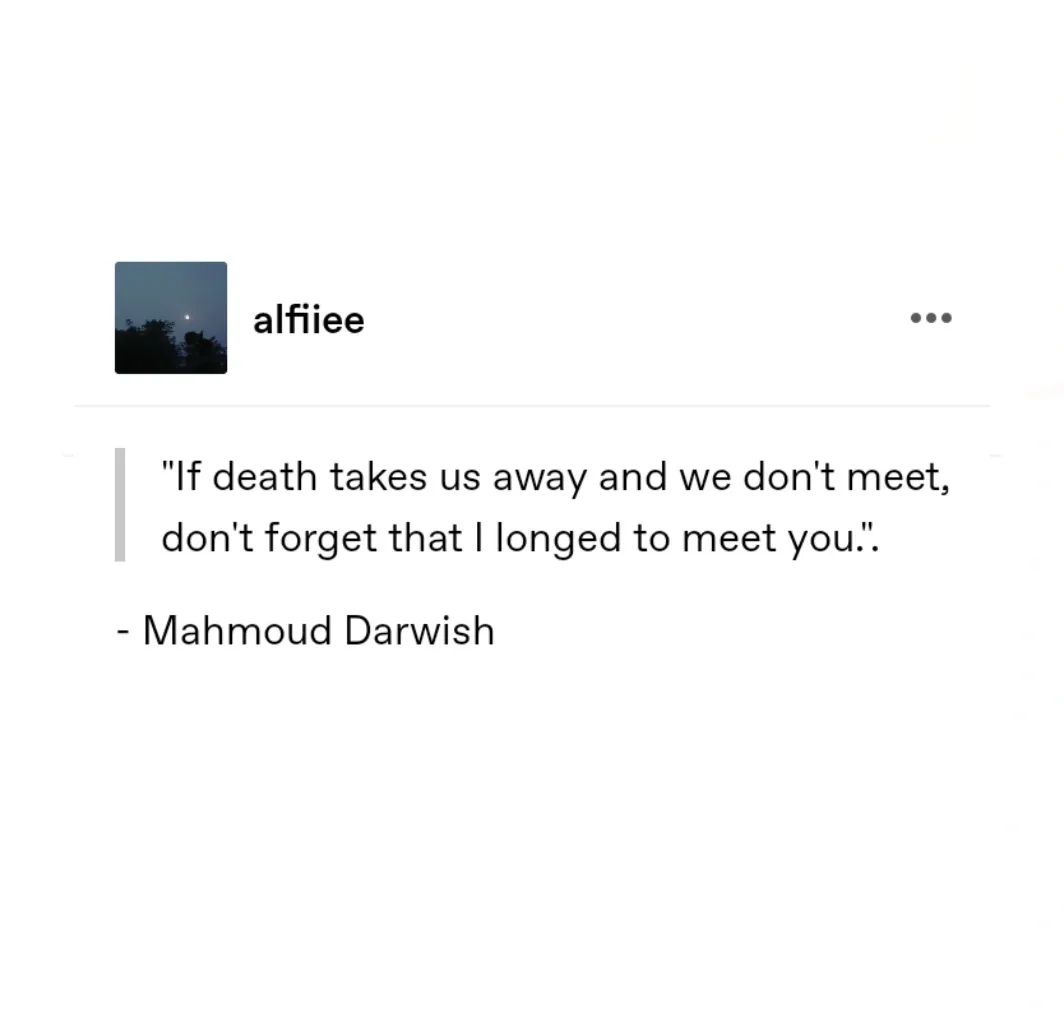 alfiiee
"If death takes us away and we don't meet,
don't forget that I longed to meet you.".
- Mahmoud Darwish